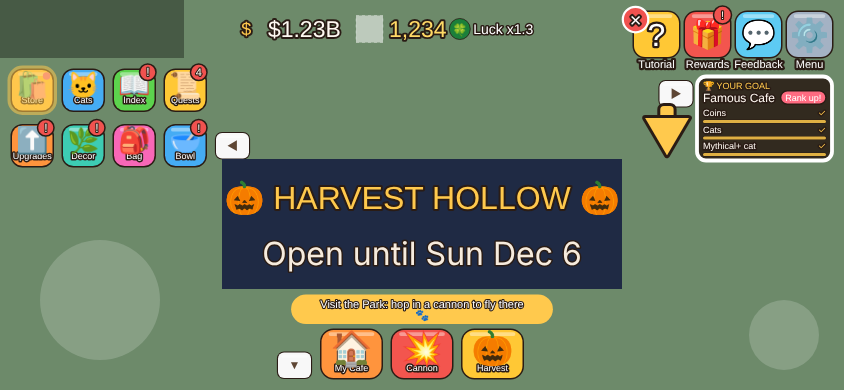 $ $1.23B 1,234 Luck x1.3
? Tutorial
! Rewards
Feedback
Menu
Store
Cats
! Index
4 Quests
! Upgrades
! Decor
! Bag
! Bowl
YOUR GOAL
Famous Cafe Rank up!
Coins
Cats
Mythical+ cat
HARVEST HOLLOW
Open until Sun Dec 6
Visit the Park: hop in a cannon to fly there
My Cafe
Cannon
Harvest